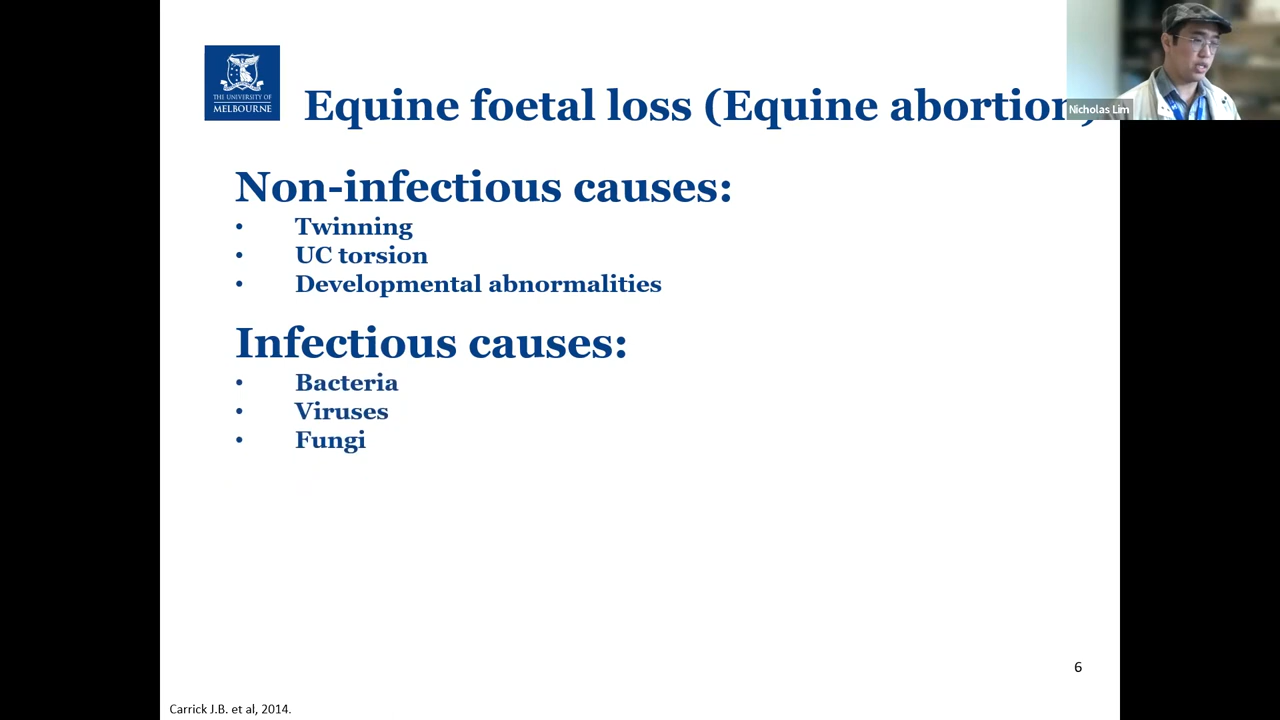 THE UNIVERSITY OF
MELBOURNE
Equine foetal loss (Equine abortion)
Nicholas Lim
Non-infectious causes:
• Twinning
• UC torsion
• Developmental abnormalities
Infectious causes:
• Bacteria
• Viruses
• Fungi
6
Carrick J.B. et al, 2014.